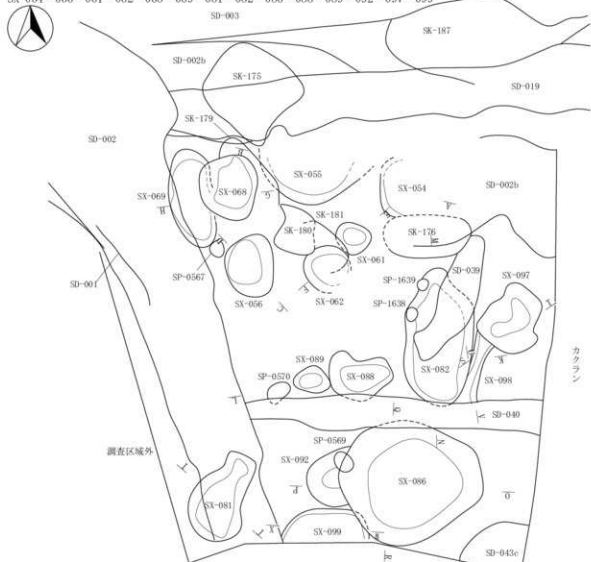 SD-003
SK-187
SD-002b
SK-175
SD-019
SK-179
SD-002
SX-055
SX-054
SD-002b
SX-069
SX-068
SK-181
SK-180
SK-176
SX-061
SD-039
SP-0567
SX-097
SP-1639
SD-001
SX-056
SX-062
SP-1638
カクラン
SX-089
SP-0570
SX-088
SX-082
SX-098
SD-040
SP-0569
調査区域外
SX-092
SX-086
SX-081
SX-099
SD-043c